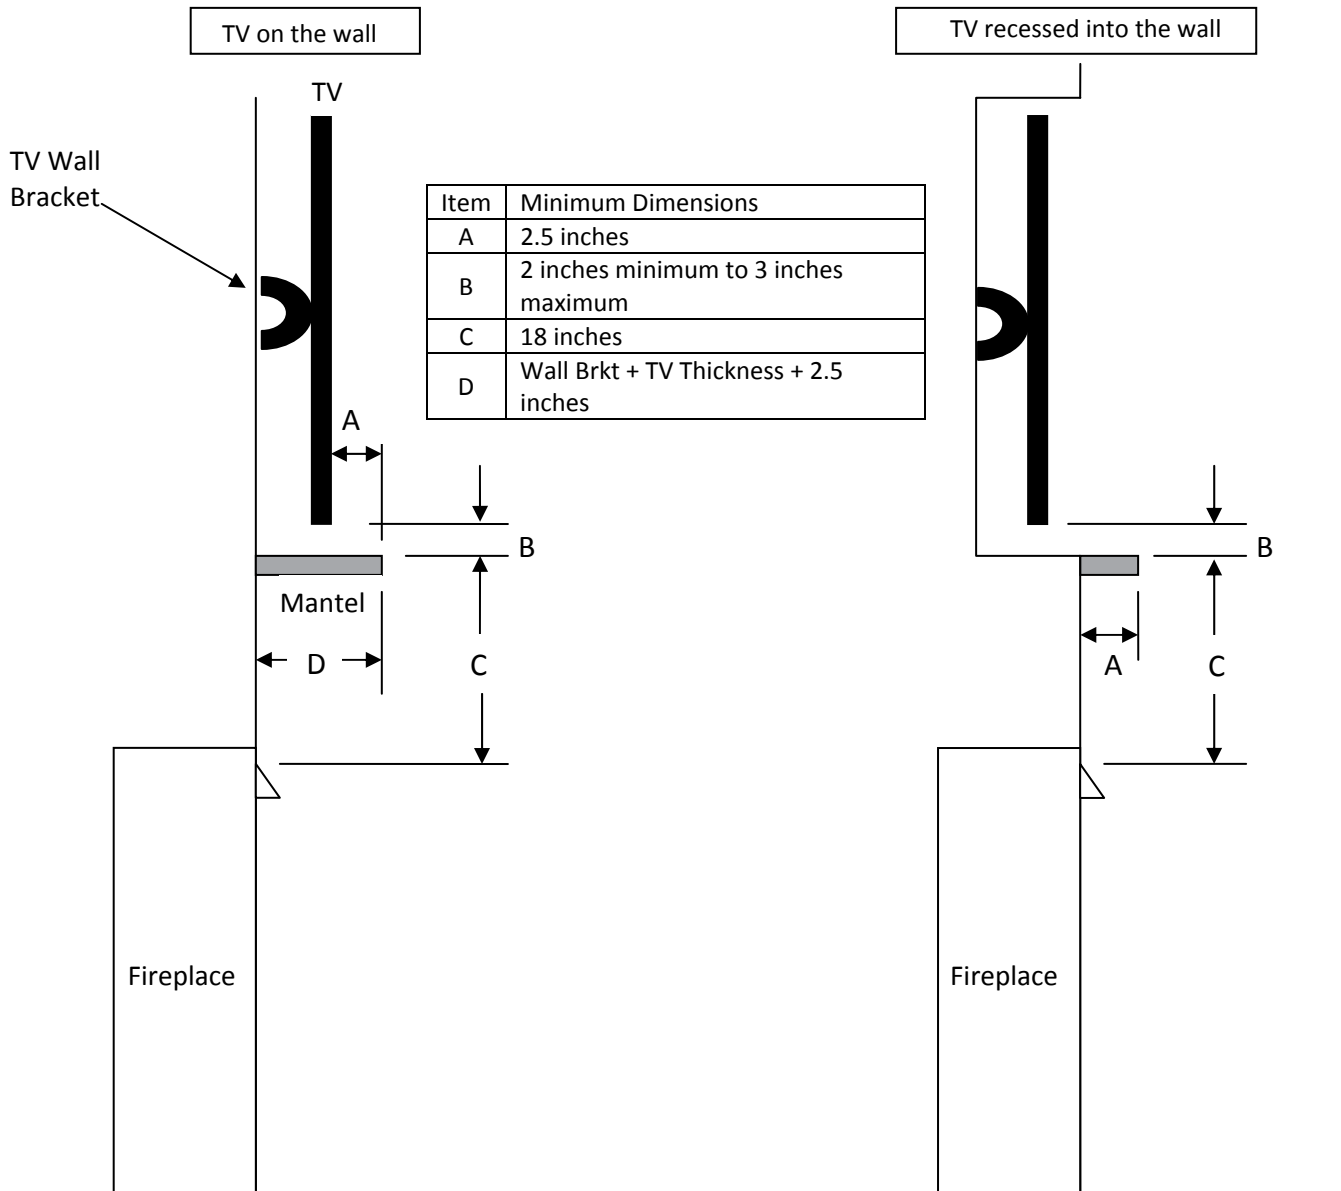 TV on the wall
TV recessed into the wall
TV
TV Wall
Bracket
Item Minimum Dimensions
A 2.5 inches
B 2 inches minimum to 3 inches
maximum
C 18 inches
D Wall Brkt + TV Thickness + 2.5
inches
A
B
B
Mantel
D
C
A
C
Fireplace
Fireplace